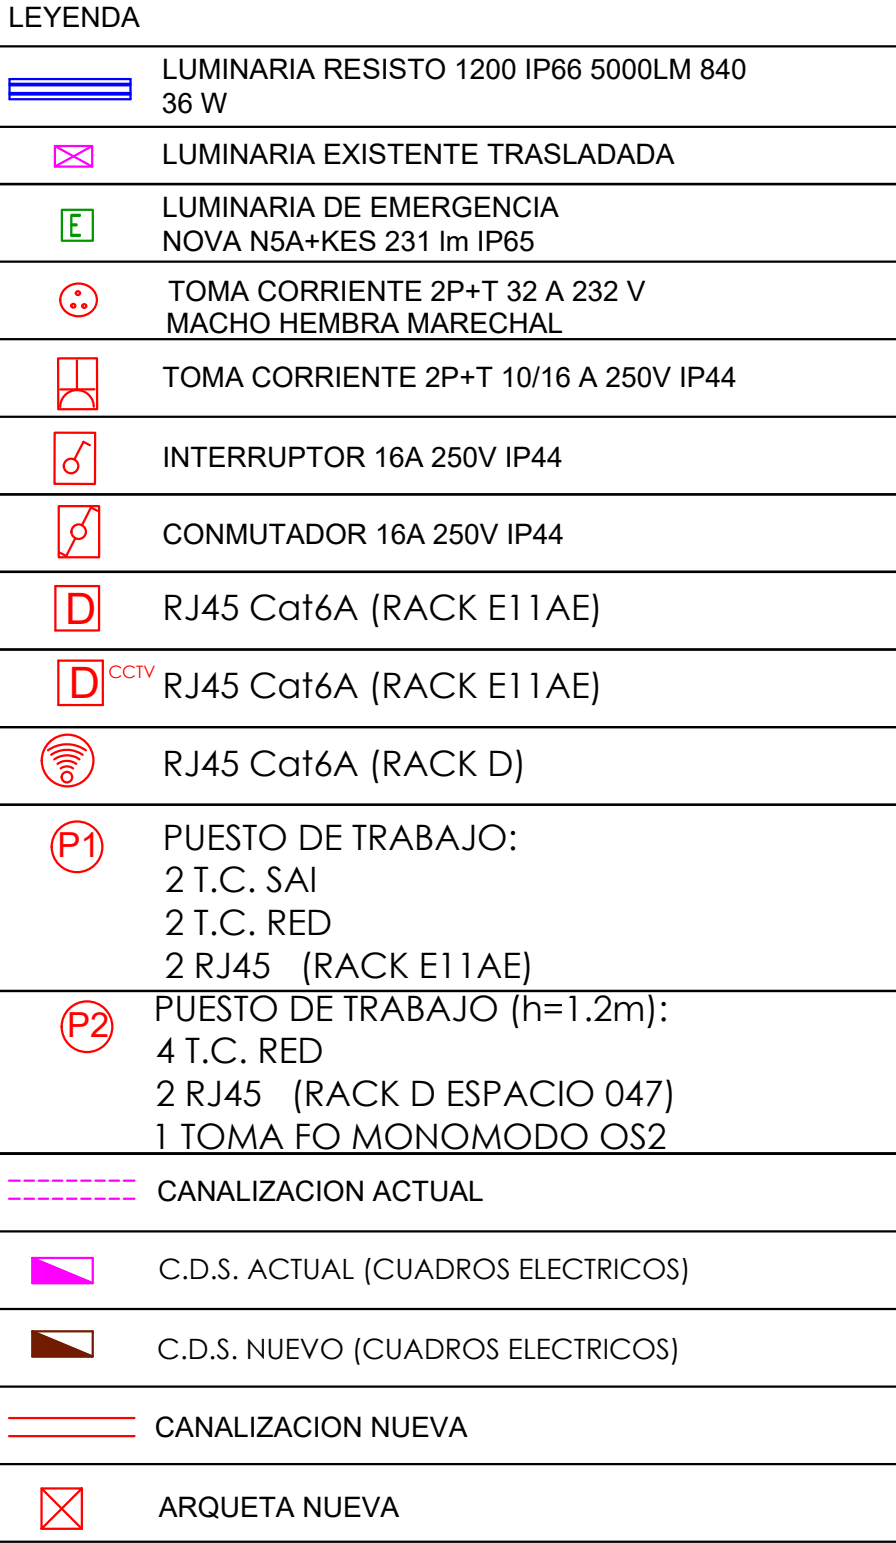 LEYENDA
LUMINARIA RESISTO 1200 IP66 5000LM 840
36 W
LUMINARIA EXISTENTE TRASLADADA
E
LUMINARIA DE EMERGENCIA
NOVA N5A+KES 231 lm IP65
TOMA CORRIENTE 2P+T 32 A 232 V
MACHO HEMBRA MARECHAL
TOMA CORRIENTE 2P+T 10/16 A 250V IP44
INTERRUPTOR 16A 250V IP44
CONMUTADOR 16A 250V IP44
D RJ45 Cat6A (RACK E11AE)
D CCTV RJ45 Cat6A (RACK E11AE)
RJ45 Cat6A (RACK D)
P1 PUESTO DE TRABAJO:
2 T.C. SAI
2 T.C. RED
2 RJ45 (RACK E11AE)
P2 PUESTO DE TRABAJO (h=1.2m):
4 T.C. RED
2 RJ45 (RACK D ESPACIO 047)
1 TOMA FO MONOMODO OS2
CANALIZACION ACTUAL
C.D.S. ACTUAL (CUADROS ELECTRICOS)
C.D.S. NUEVO (CUADROS ELECTRICOS)
CANALIZACION NUEVA
ARQUETA NUEVA